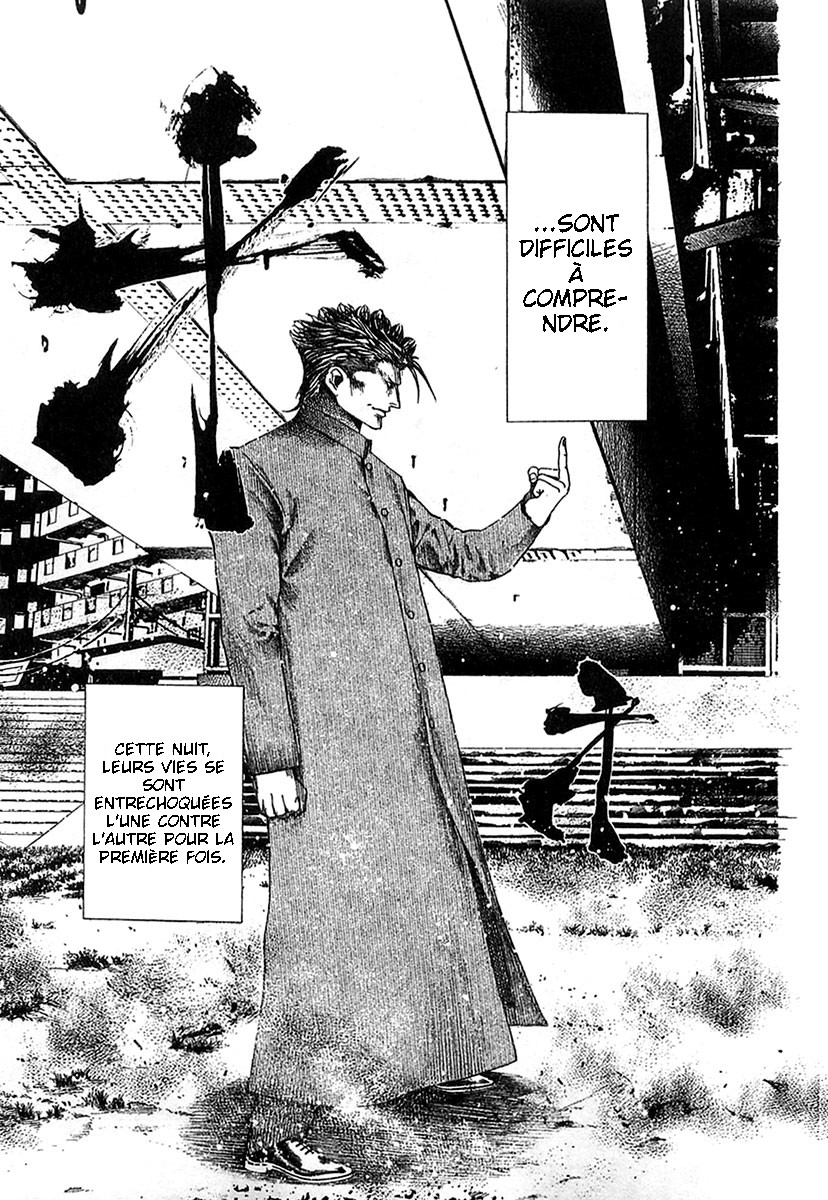 ...SONT
DIFFICILES
À
COMPRE-
NDRE.
CETTE NUIT,
LEURS VIES SE
SONT
ENTRECHOQUÉES
L'UNE CONTRE
L'AUTRE POUR LA
PREMIÈRE FOIS.